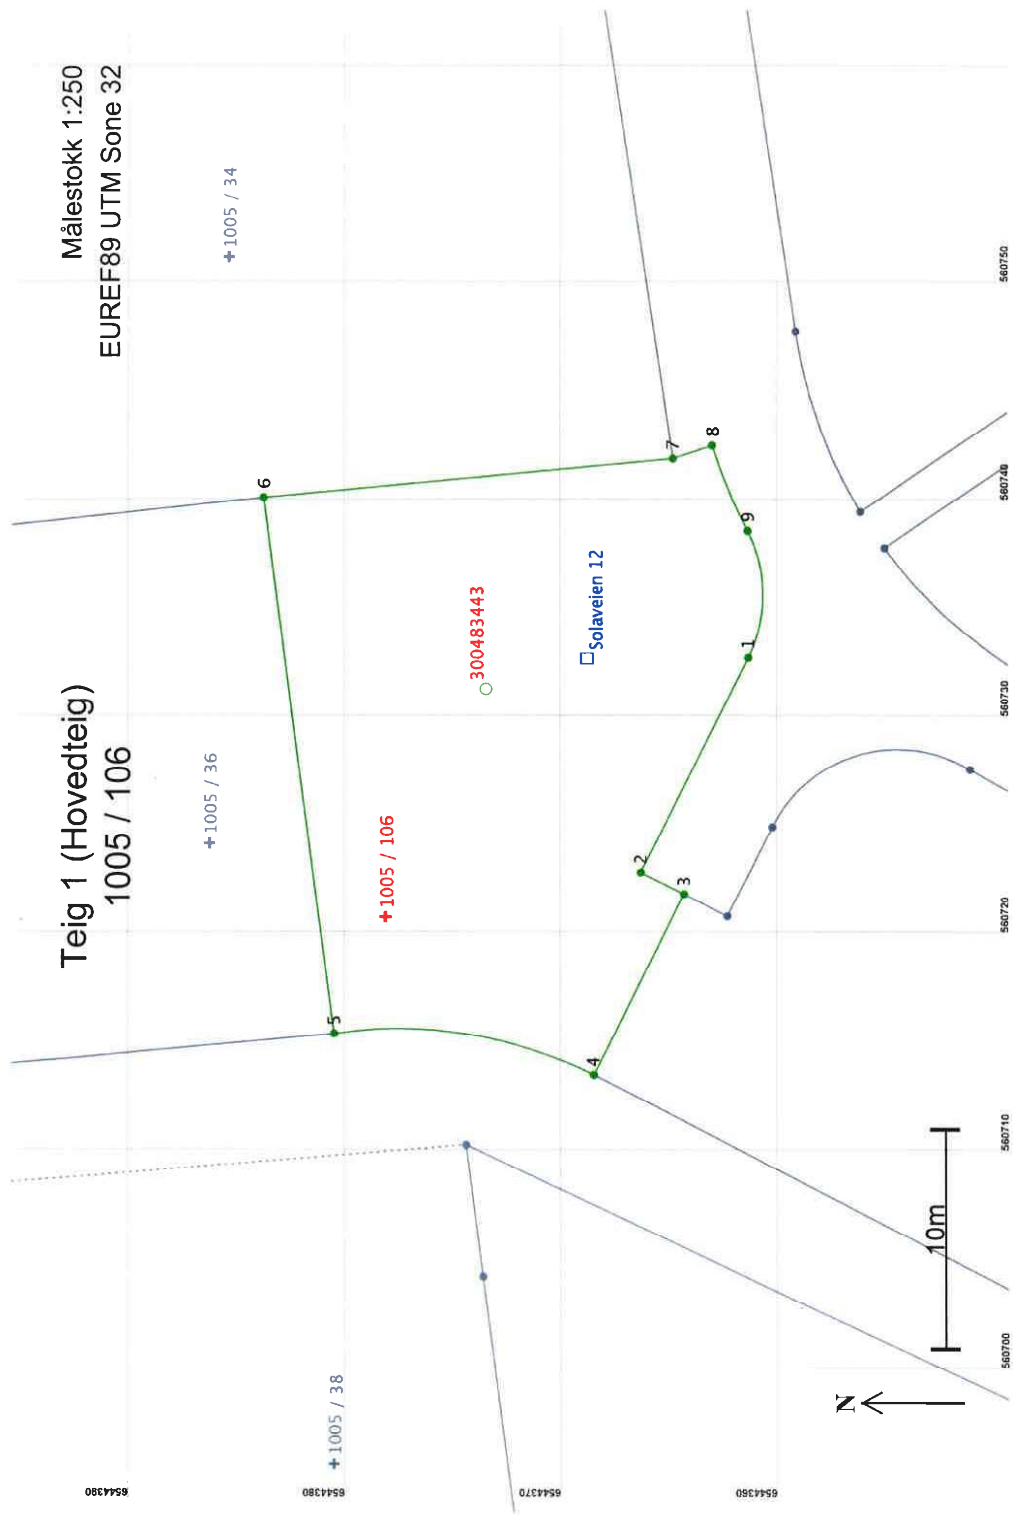 Teig 1 (Hovedteig)
1005 / 106
Målestokk 1:250
EUREF89 UTM Sone 32
1005 / 34
1005 / 36
1005 / 38
1005 / 106
300483443
Solaveien 12
1
2
3
4
5
6
7
8
9
6544390
6544380
6544370
6544360
560700
560710
560720
560730
560740
560750
N
10m